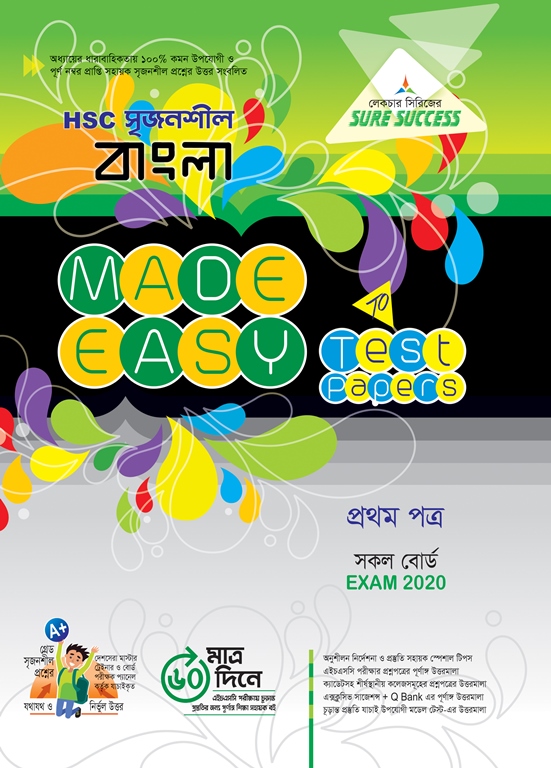 অধ্যায়ের ধারাবাহিকতায় ১০০% কমন উপযোগী ও
পূর্ণ নম্বর প্রাপ্তি সহায়ক সৃজনশীল প্রশ্নের উত্তর সংবলিত
লেকচার সিরিজের
SURE SUCCESS
HSC সৃজনশীল
বাংলা
MADE
EASY
TO
Test
Papers
প্রথম পত্র
সকল বোর্ড
EXAM 2020
A+
গ্রেড
সৃজনশীল
প্রশ্নের
যথাযথ ও
দেশসেরা মাস্টার
ট্রেইনার ও বোর্ড
পরীক্ষক প্যানেল
কর্তৃক যাচাইকৃত
নির্ভুল উত্তর
৬০
মাত্র
দিনে
এইচএসসি পরীক্ষায় চূড়ান্ত
প্রস্তুতির জন্য পূর্ণাঙ্গ শিক্ষা সহায়ক বই
অনুশীলন নির্দেশনা ও প্রস্তুতি সহায়ক স্পেশাল টিপস
এইচএসসি পরীক্ষার প্রশ্নপত্রের পূর্ণাঙ্গ উত্তরমালা
ক্যাডেটসহ শীর্ষস্থানীয় কলেজসমূহের প্রশ্নপত্রের উত্তরমালা
এক্সক্লুসিভ সাজেশন্স + Q Bank এর পূর্ণাঙ্গ উত্তরমালা
চূড়ান্ত প্রস্তুতি যাচাই উপযোগী মডেল টেস্ট-এর উত্তরমালা